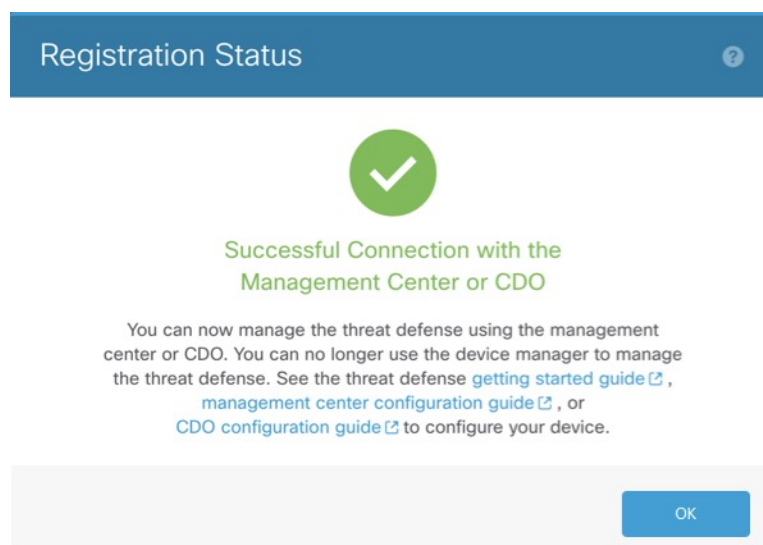 Registration Status
Successful Connection with the
Management Center or CDO
You can now manage the threat defense using the management
center or CDO. You can no longer use the device manager to manage
the threat defense. See the threat defense getting started guide ,
management center configuration guide , or
CDO configuration guide to configure your device.
OK